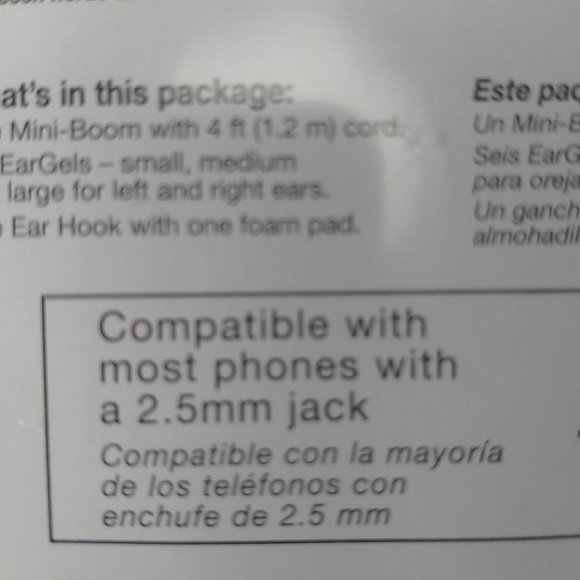 at's in this package:
Mini-Boom with 4 ft (1.2 m) cord.
EarGels – small, medium
large for left and right ears.
Ear Hook with one foam pad.
Este pac
Un Mini-B
Seis EarG
para oreja
Un ganch
almohadil
Compatible with
most phones with
a 2.5mm jack
Compatible con la mayoría
de los teléfonos con
enchufe de 2.5 mm